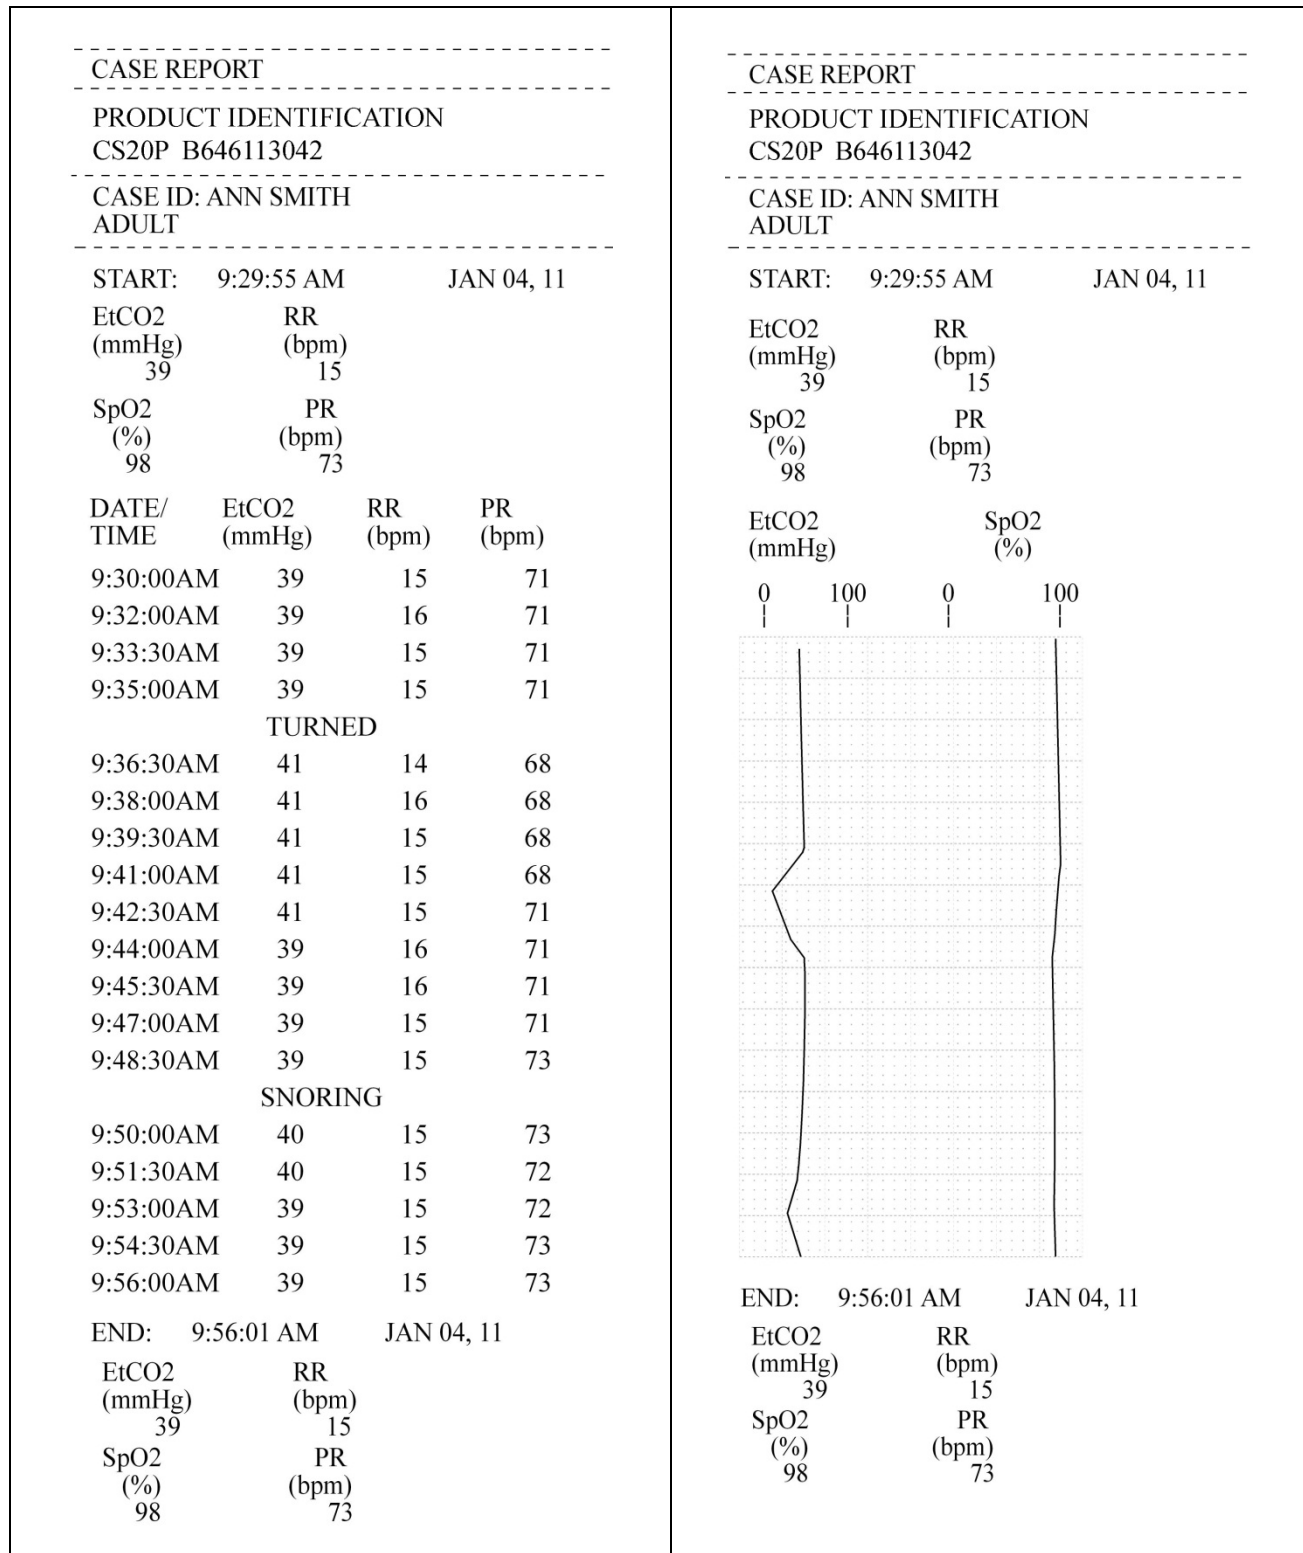 CASE REPORT
PRODUCT IDENTIFICATION
CS20P B646113042
CASE ID: ANN SMITH
ADULT
START: 9:29:55 AM JAN 04, 11
EtCO2 RR
(mmHg) (bpm)
39 15
SpO2 PR
(%) (bpm)
98 73
DATE/ EtCO2 RR PR
TIME (mmHg) (bpm) (bpm)
9:30:00AM 39 15 71
9:32:00AM 39 16 71
9:33:30AM 39 15 71
9:35:00AM 39 15 71
TURNED
9:36:30AM 41 14 68
9:38:00AM 41 16 68
9:39:30AM 41 15 68
9:41:00AM 41 15 68
9:42:30AM 41 15 71
9:44:00AM 39 16 71
9:45:30AM 39 16 71
9:47:00AM 39 15 71
9:48:30AM 39 15 73
SNORING
9:50:00AM 40 15 73
9:51:30AM 40 15 72
9:53:00AM 39 15 72
9:54:30AM 39 15 73
9:56:00AM 39 15 73
END: 9:56:01 AM JAN 04, 11
EtCO2 RR
(mmHg) (bpm)
39 15
SpO2 PR
(%) (bpm)
98 73
CASE REPORT
PRODUCT IDENTIFICATION
CS20P B646113042
CASE ID: ANN SMITH
ADULT
START: 9:29:55 AM JAN 04, 11
EtCO2 RR
(mmHg) (bpm)
39 15
SpO2 PR
(%) (bpm)
98 73
EtCO2 SpO2
(mmHg) (%)
0 100 0 100
END: 9:56:01 AM JAN 04, 11
EtCO2 RR
(mmHg) (bpm)
39 15
SpO2 PR
(%) (bpm)
98 73